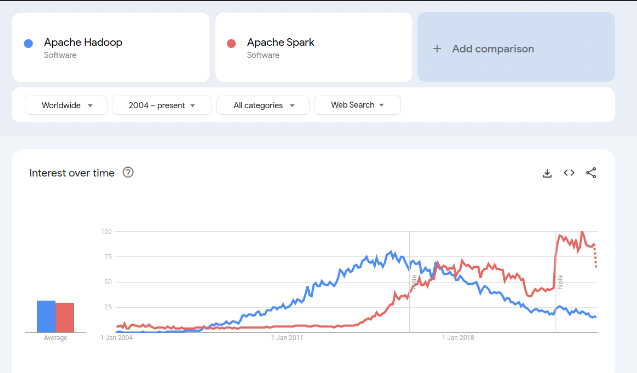 Apache Hadoop
Software
Apache Spark
Software
+ Add comparison
Worldwide
2004 – present
All categories
Web Search
Interest over time
100
75
50
25
Note
Note
Average
1 Jan 2004
1 Jan 2011
1 Jan 2018